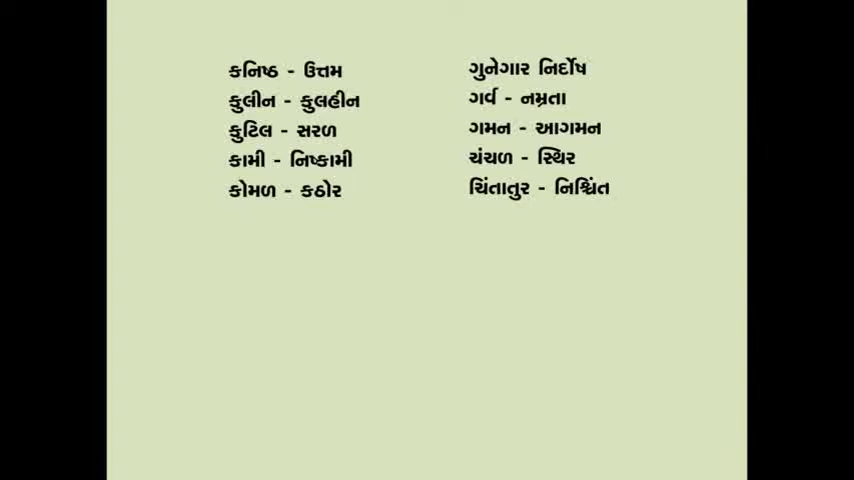 કનિષ્ઠ - ઉત્તમ
કુલીન - કુલહીન
કુટિલ - સરળ
કામી - નિષ્કામી
કોમળ - કઠોર
ગુનેગાર નિર્દોષ
ગર્વ - નમ્રતા
ગમન - આગમન
ચંચળ - સ્થિર
ચિંતાતુર - નિશ્ચિંત